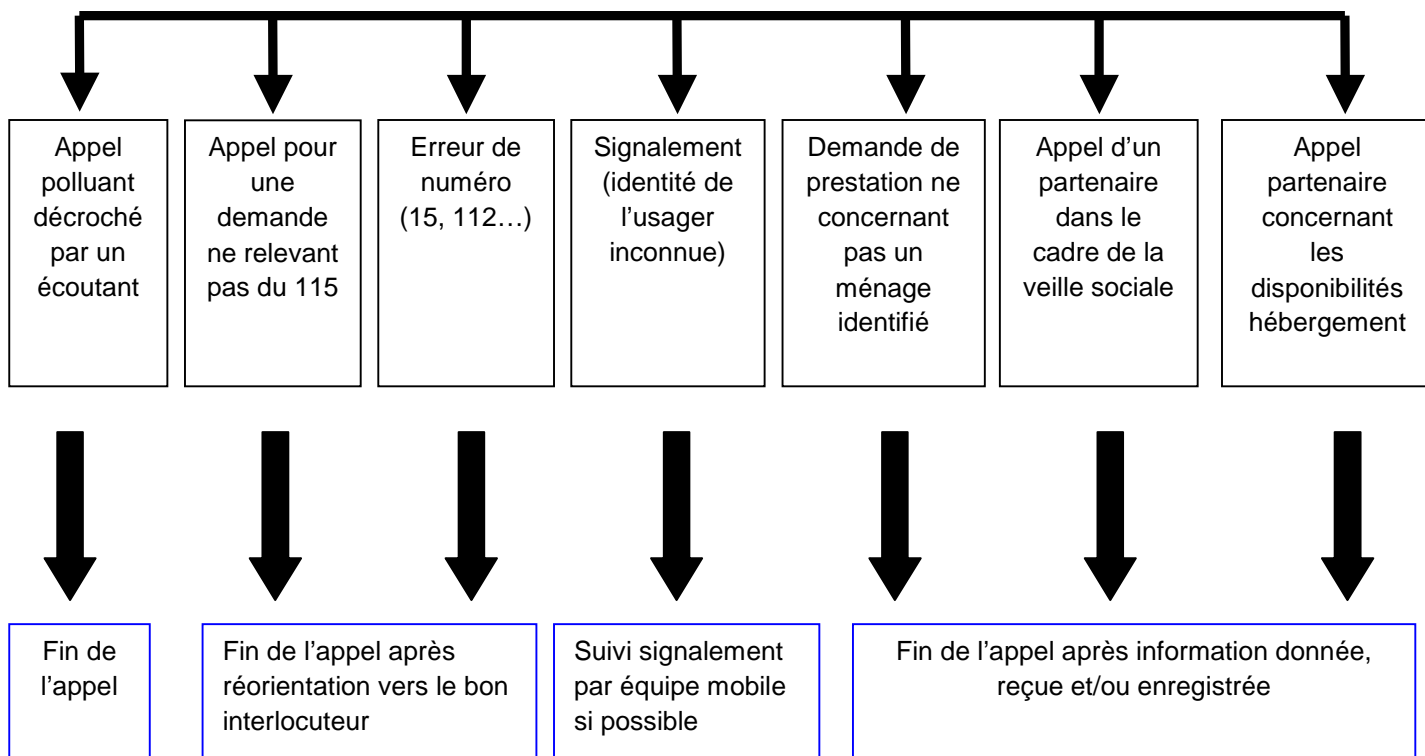 Appel
polluant
décroché
par un
écoutant
Appel pour
une
demande
ne relevant
pas du 115
Erreur de
numéro
(15, 112…)
Signalement
(identité de
l’usager
inconnue)
Demande de
prestation ne
concernant
pas un
ménage
identifié
Appel d’un
partenaire
dans le
cadre de la
veille sociale
Appel
partenaire
concernant
les
disponibilités
hébergement
Fin de
l’appel
Fin de l’appel après
réorientation vers le bon
interlocuteur
Suivi signalement
par équipe mobile
si possible
Fin de l’appel après information donnée,
reçue et/ou enregistrée